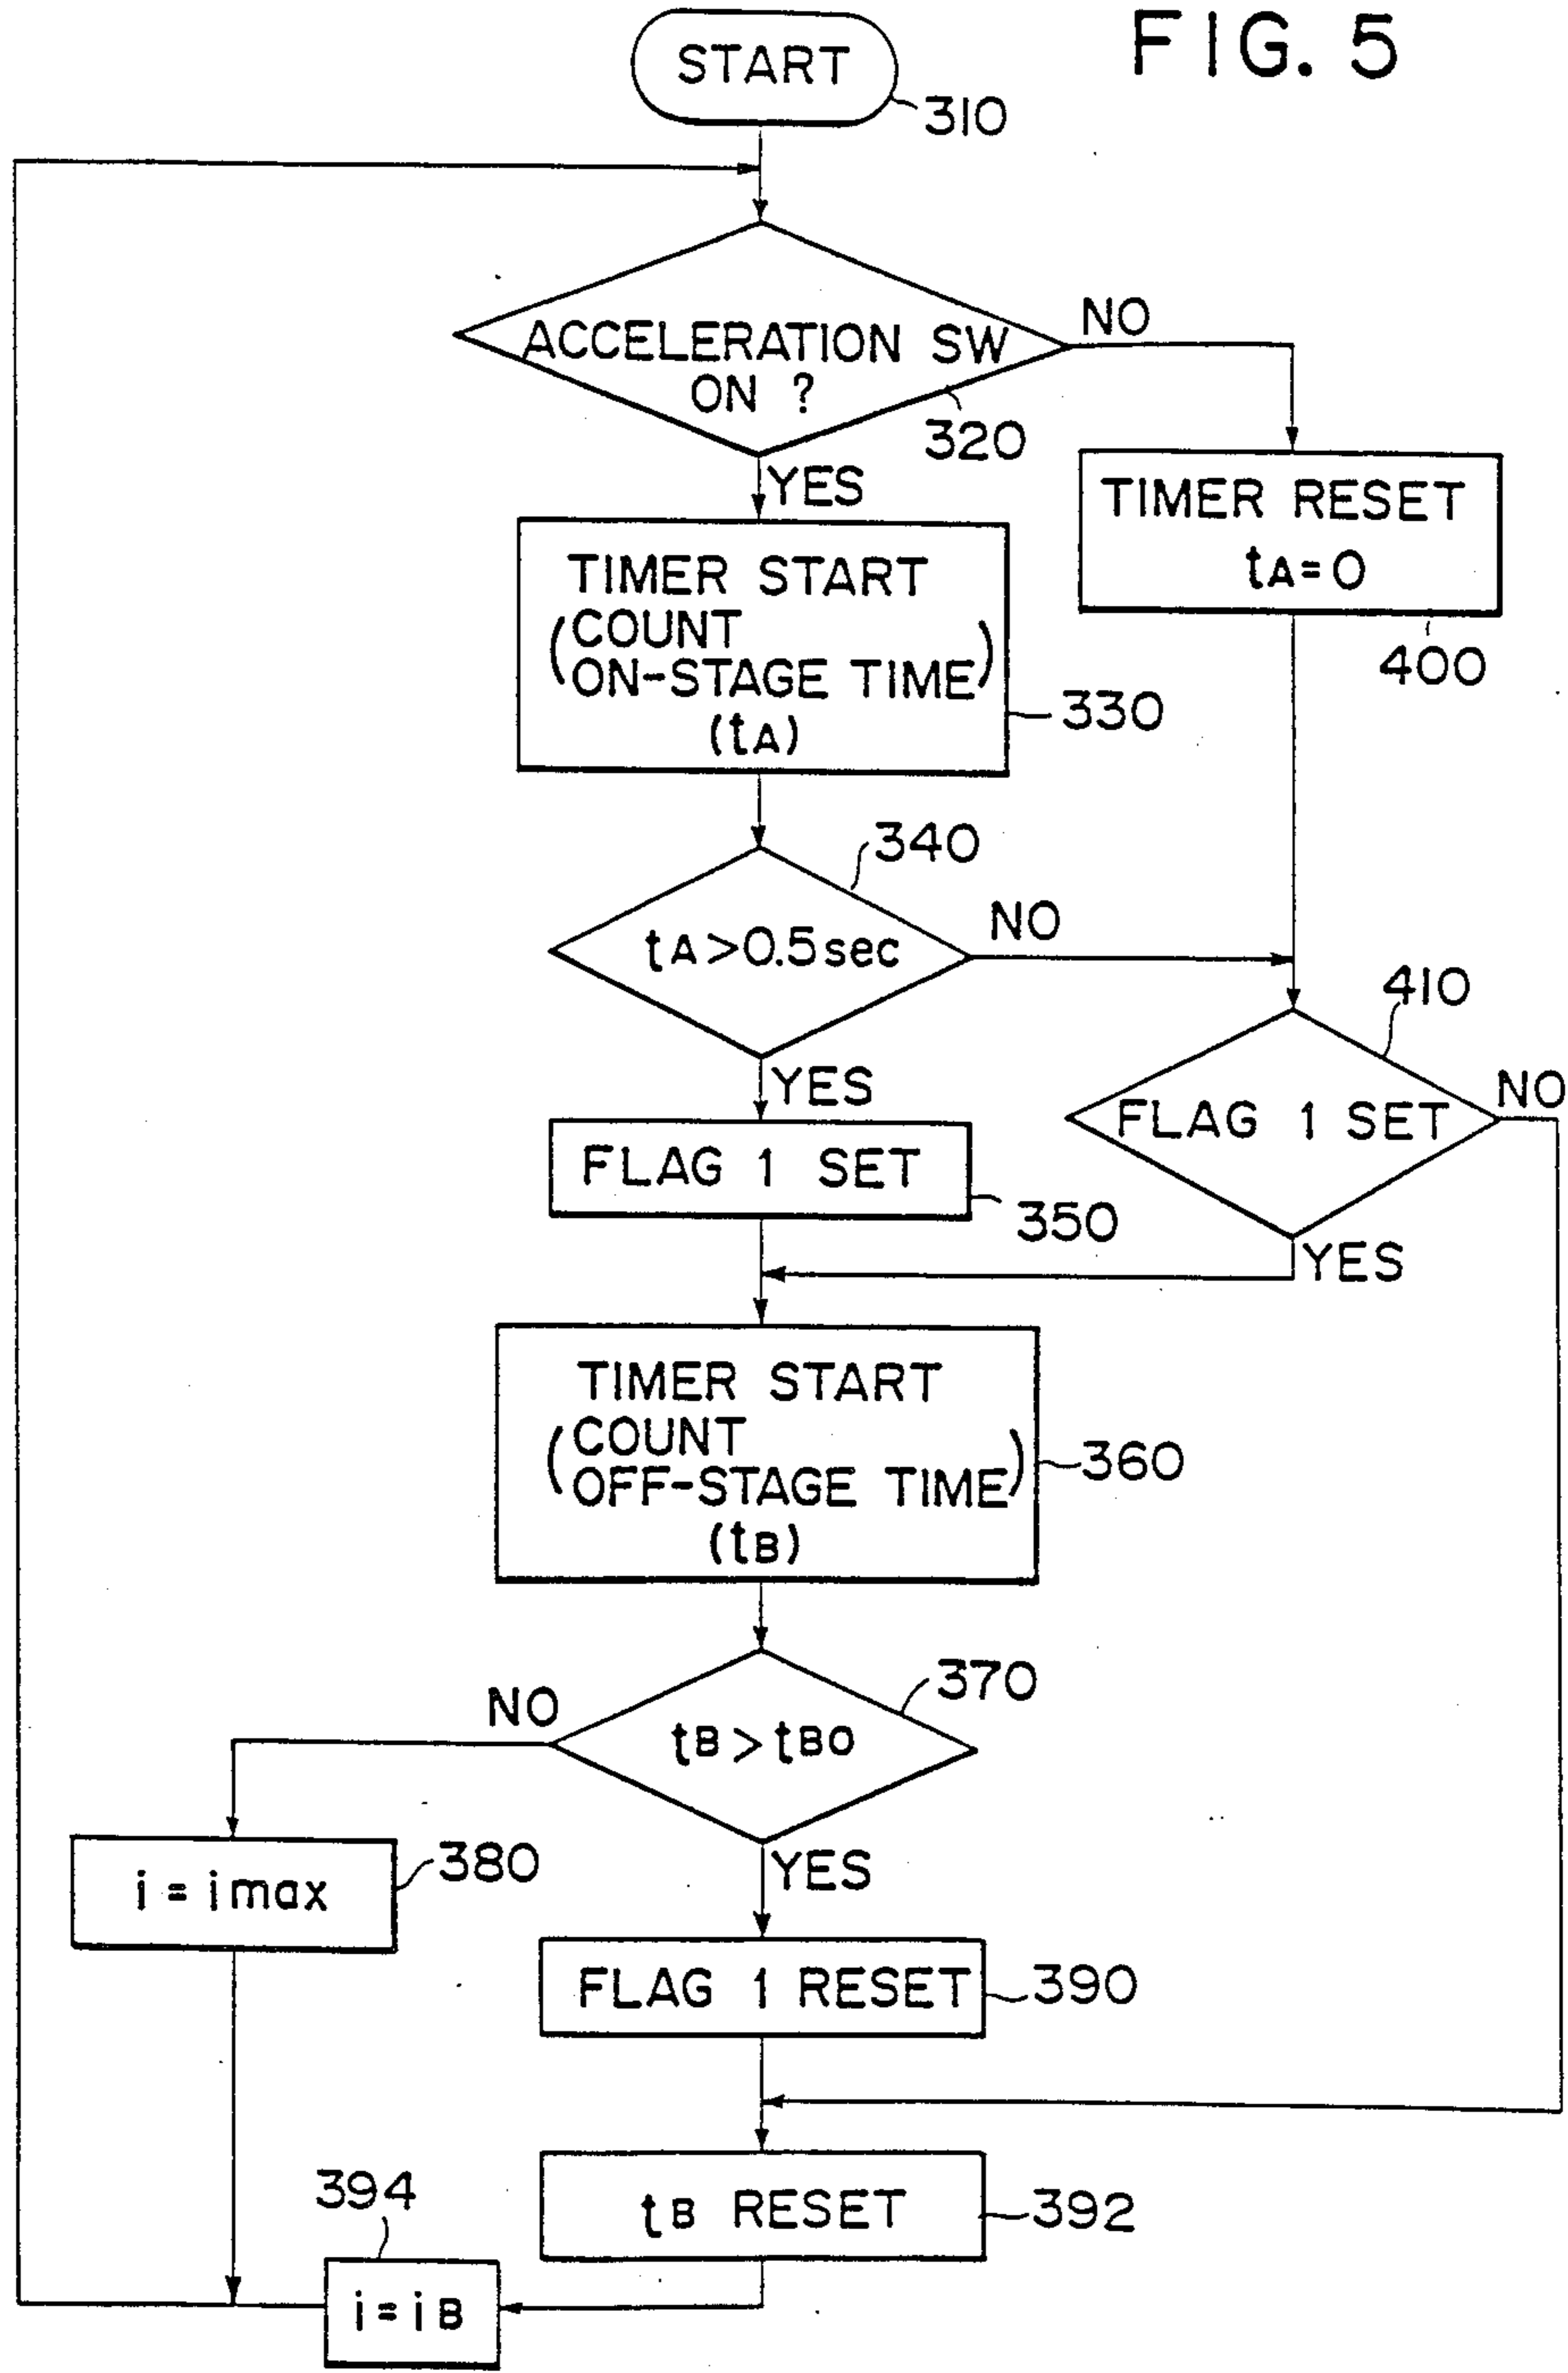 FIG. 5
START
310
ACCELERATION SW
ON ?
NO
320
YES
TIMER RESET
tA=0
400
TIMER START
(COUNT
ON-STAGE TIME)
(tA)
330
340
tA>0.5sec
NO
410
YES
FLAG 1 SET
NO
FLAG 1 SET
350
YES
TIMER START
(COUNT
OFF-STAGE TIME)
(tB)
360
370
NO
tB>tBO
380
i = imax
YES
FLAG 1 RESET
390
394
tB RESET
392
i=iB